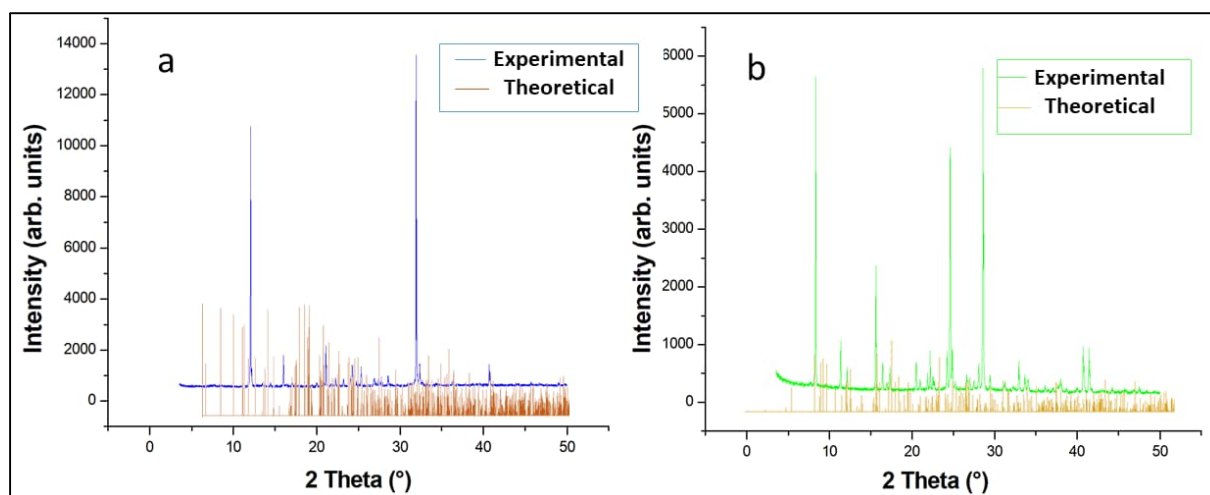 a
Experimental
Theoretical
14000
12000
10000
8000
6000
4000
2000
0
Intensity (arb. units)
0 10 20 30 40 50
2 Theta (°)
b
Experimental
Theoretical
6000
5000
4000
3000
2000
1000
0
Intensity (arb. units)
0 10 20 30 40 50
2 Theta (°)